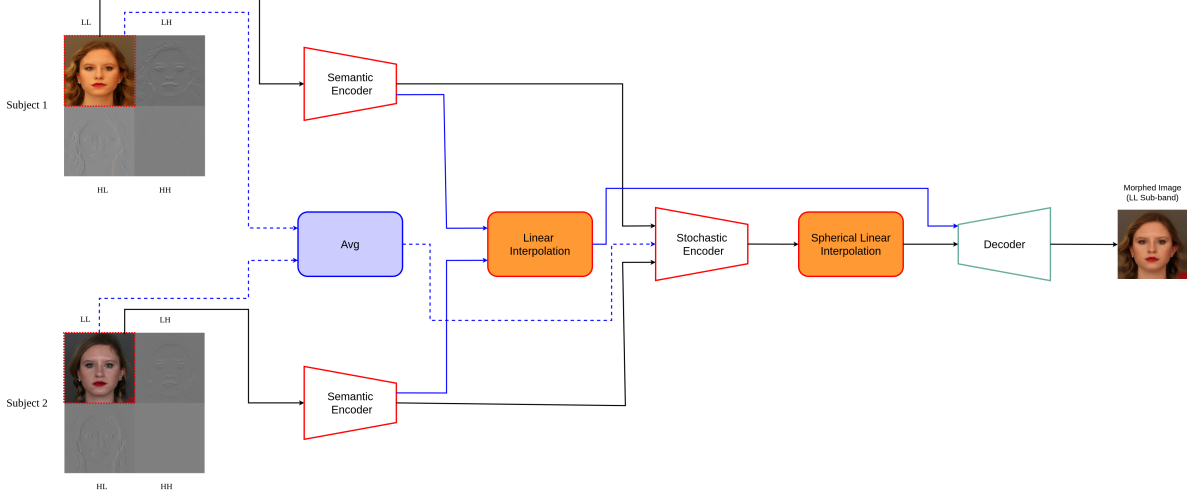 LL
LH
Subject 1
HL
HH
Semantic
Encoder
Avg
Linear
Interpolation
Stochastic
Encoder
Spherical Linear
Interpolation
Decoder
Morphed Image
(LL Sub-band)
LL
LH
Subject 2
HL
HH
Semantic
Encoder